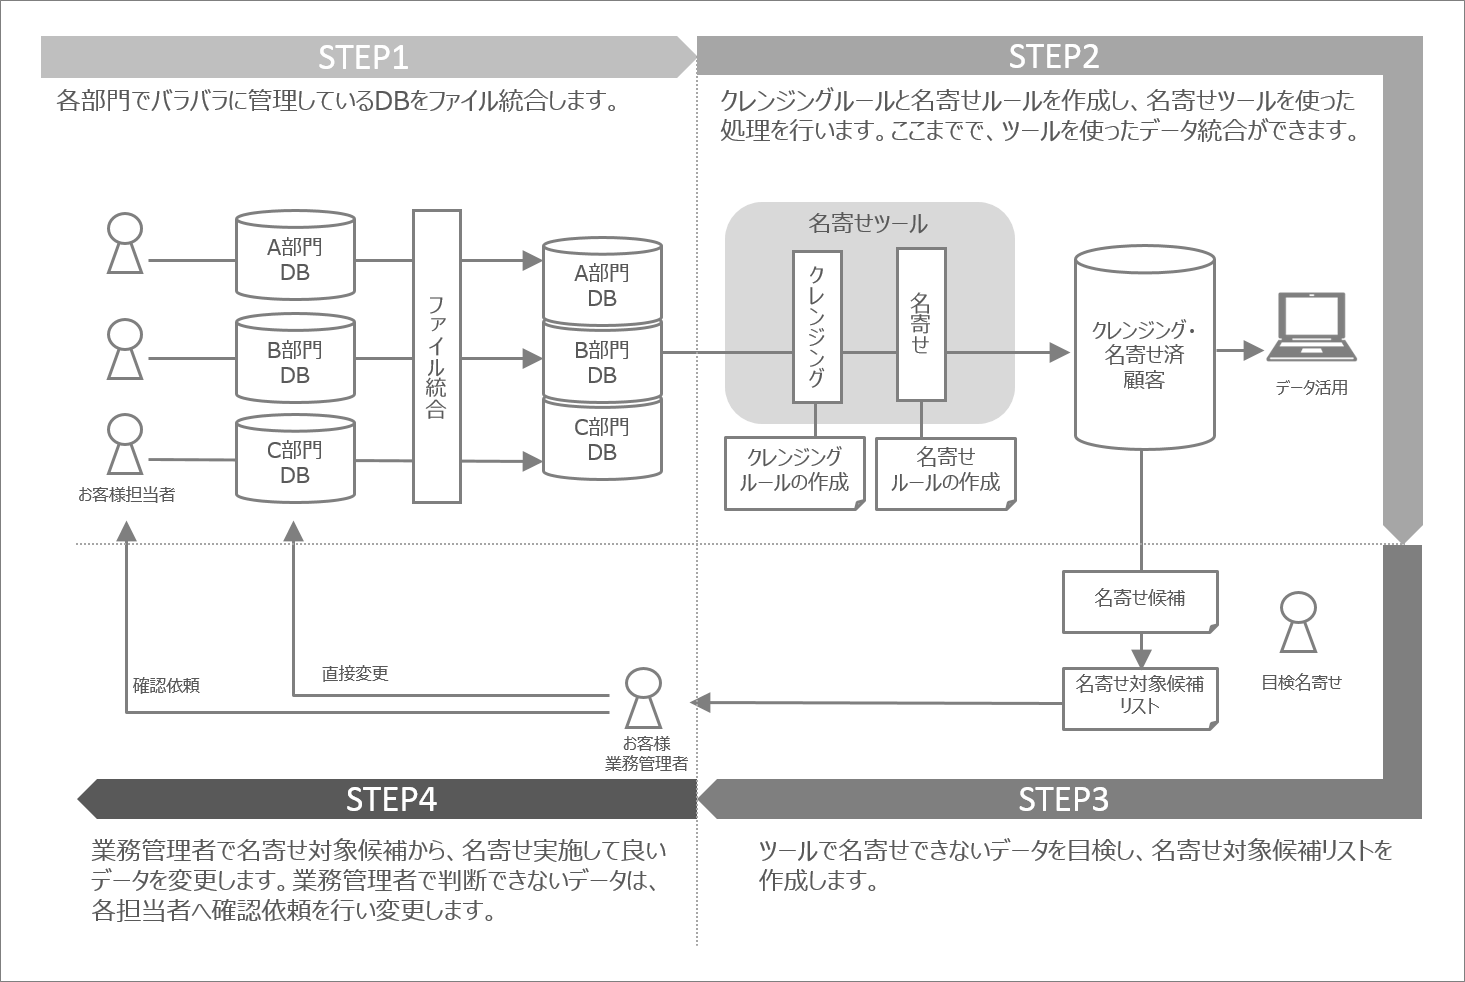 STEP1
各部門でバラバラに管理しているDBをファイル統合します。
A部門
DB
B部門
DB
C部門
DB
お客様担当者
ファイル統合
A部門
DB
B部門
DB
C部門
DB
STEP2
クレンジングルールと名寄せルールを作成し、名寄せツールを使った
処理を行います。ここまでで、ツールを使ったデータ統合ができます。
名寄せツール
クレンジング
名寄せ
クレンジング
ルールの作成
名寄せ
ルールの作成
クレンジング・
名寄せ済
顧客
データ活用
名寄せ候補
名寄せ対象候補
リスト
目検名寄せ
STEP3
ツールで名寄せできないデータを目検し、名寄せ対象候補リストを
作成します。
直接変更
確認依頼
お客様
業務管理者
STEP4
業務管理者で名寄せ対象候補から、名寄せ実施して良い
データを変更します。業務管理者で判断できないデータは、
各担当者へ確認依頼を行い変更します。